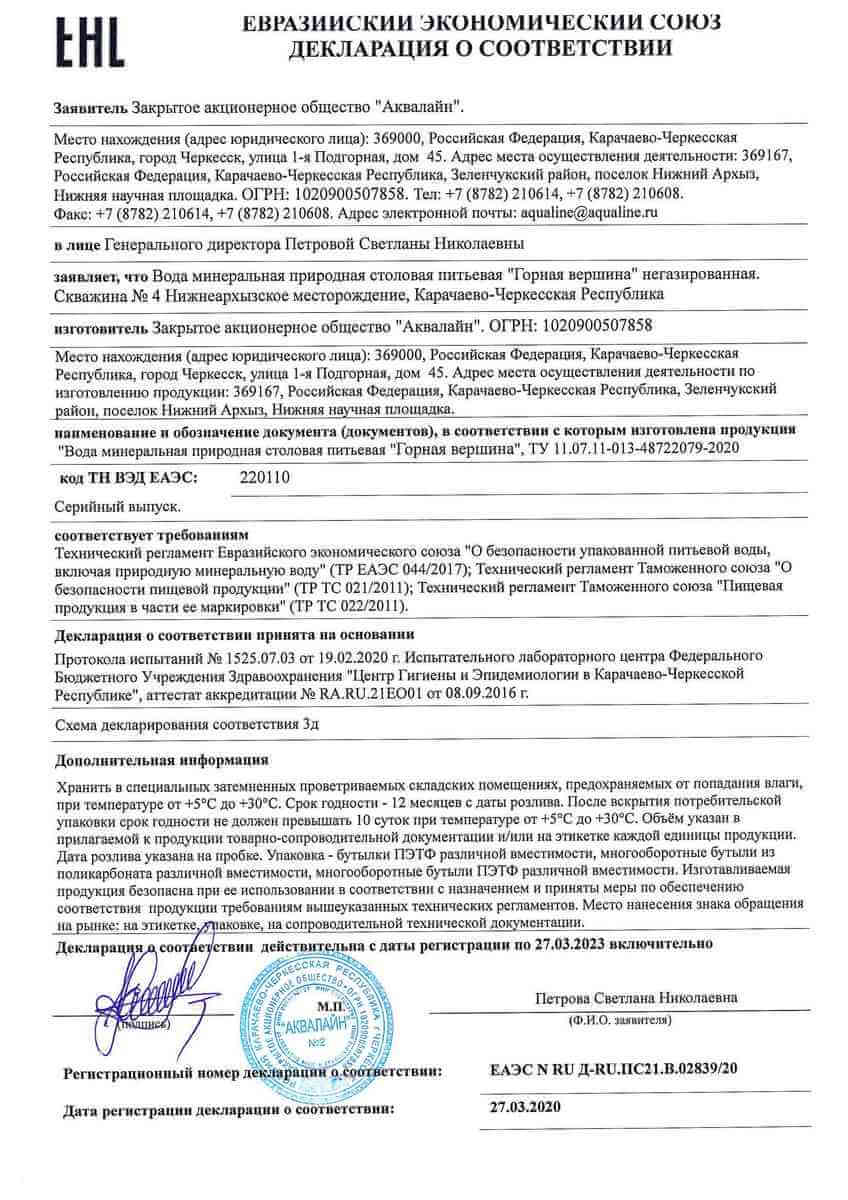 ЕАС
ЕВРАЗИЙСКИЙ ЭКОНОМИЧЕСКИЙ СОЮЗ
ДЕКЛАРАЦИЯ О СООТВЕТСТВИИ
Заявитель Закрытое акционерное общество "Аквалайн".
Место нахождения (адрес юридического лица): 369000, Российская Федерация, Карачаево-Черкесская
Республика, город Черкесск, улица 1-я Подгорная, дом 45. Адрес места осуществления деятельности: 369167,
Российская Федерация, Карачаево-Черкесская Республика, Зеленчукский район, поселок Нижний Архыз,
Нижняя научная площадка. ОГРН: 1020900507858. Тел: +7 (8782) 210614, +7 (8782) 210608.
Факс: +7 (8782) 210614, +7 (8782) 210608. Адрес электронной почты: aqualine@aqualine.ru
в лице Генерального директора Петровой Светланы Николаевны
заявляет, что Вода минеральная природная столовая питьевая "Горная вершина" негазированная.
Скважина № 4 Нижнеархызское месторождение, Карачаево-Черкесская Республика
изготовитель Закрытое акционерное общество "Аквалайн". ОГРН: 1020900507858
Место нахождения (адрес юридического лица): 369000, Российская Федерация, Карачаево-Черкесская
Республика, город Черкесск, улица 1-я Подгорная, дом 45. Адрес места осуществления деятельности по
изготовлению продукции: 369167, Российская Федерация, Карачаево-Черкесская Республика, Зеленчукский
район, поселок Нижний Архыз, Нижняя научная площадка.
наименование и обозначение документа (документов), в соответствии с которым изготовлена продукция
"Вода минеральная природная столовая питьевая "Горная вершина", ТУ 11.07.11-013-48722079-2020
код ТН ВЭД ЕАЭС: 220110
Серийный выпуск.
соответствует требованиям
Технический регламент Евразийского экономического союза "О безопасности упакованной питьевой воды,
включая природную минеральную воду" (ТР ЕАЭС 044/2017); Технический регламент Таможенного союза "О
безопасности пищевой продукции" (ТР ТС 021/2011); Технический регламент Таможенного союза "Пищевая
продукция в части ее маркировки" (ТР ТС 022/2011).
Декларация о соответствии принята на основании
Протокола испытаний № 1525.07.03 от 19.02.2020 г. Испытательного лабораторного центра Федерального
Бюджетного Учреждения Здравоохранения "Центр Гигиены и Эпидемиологии в Карачаево-Черкесской
Республике", аттестат аккредитации № RA.RU.21ЕО01 от 08.09.2016 г.
Схема декларирования соответствия 3д
Дополнительная информация
Хранить в специальных затемненных проветриваемых складских помещениях, предохраняемых от попадания влаги,
при температуре от +5°С до +30°С. Срок годности - 12 месяцев с даты розлива. После вскрытия потребительской
упаковки срок годности не должен превышать 10 суток при температуре от +5°С до +30°С. Объём указан в
прилагаемой к продукции товарно-сопроводительной документации и/или на этикетке каждой единицы продукции.
Дата розлива указана на пробке. Упаковка - бутылки ПЭТФ различной вместимости, многооборотные бутыли из
поликарбоната различной вместимости, многооборотные бутыли ПЭТФ различной вместимости. Изготавливаемая
продукция безопасна при ее использовании в соответствии с назначением и приняты меры по обеспечению
соответствия продукции требованиям вышеуказанных технических регламентов. Место нанесения знака обращения
на рынке: на этикетке, упаковке, на сопроводительной технической документации.
Декларация о соответствии действительна с даты регистрации по 27.03.2023 включительно
КАРАЧАЕВО-ЧЕРКЕССКАЯ РЕСПУБЛИКА
АКЦИОНЕРНОЕ ОБЩЕСТВО
М.П.
"АКВАЛАЙН"
№2
Петрова Светлана Николаевна
(подпись)
(Ф.И.О. заявителя)
Регистрационный номер декларации о соответствии: ЕАЭС N RU Д-RU.ПС21.В.02839/20
Дата регистрации декларации о соответствии: 27.03.2020